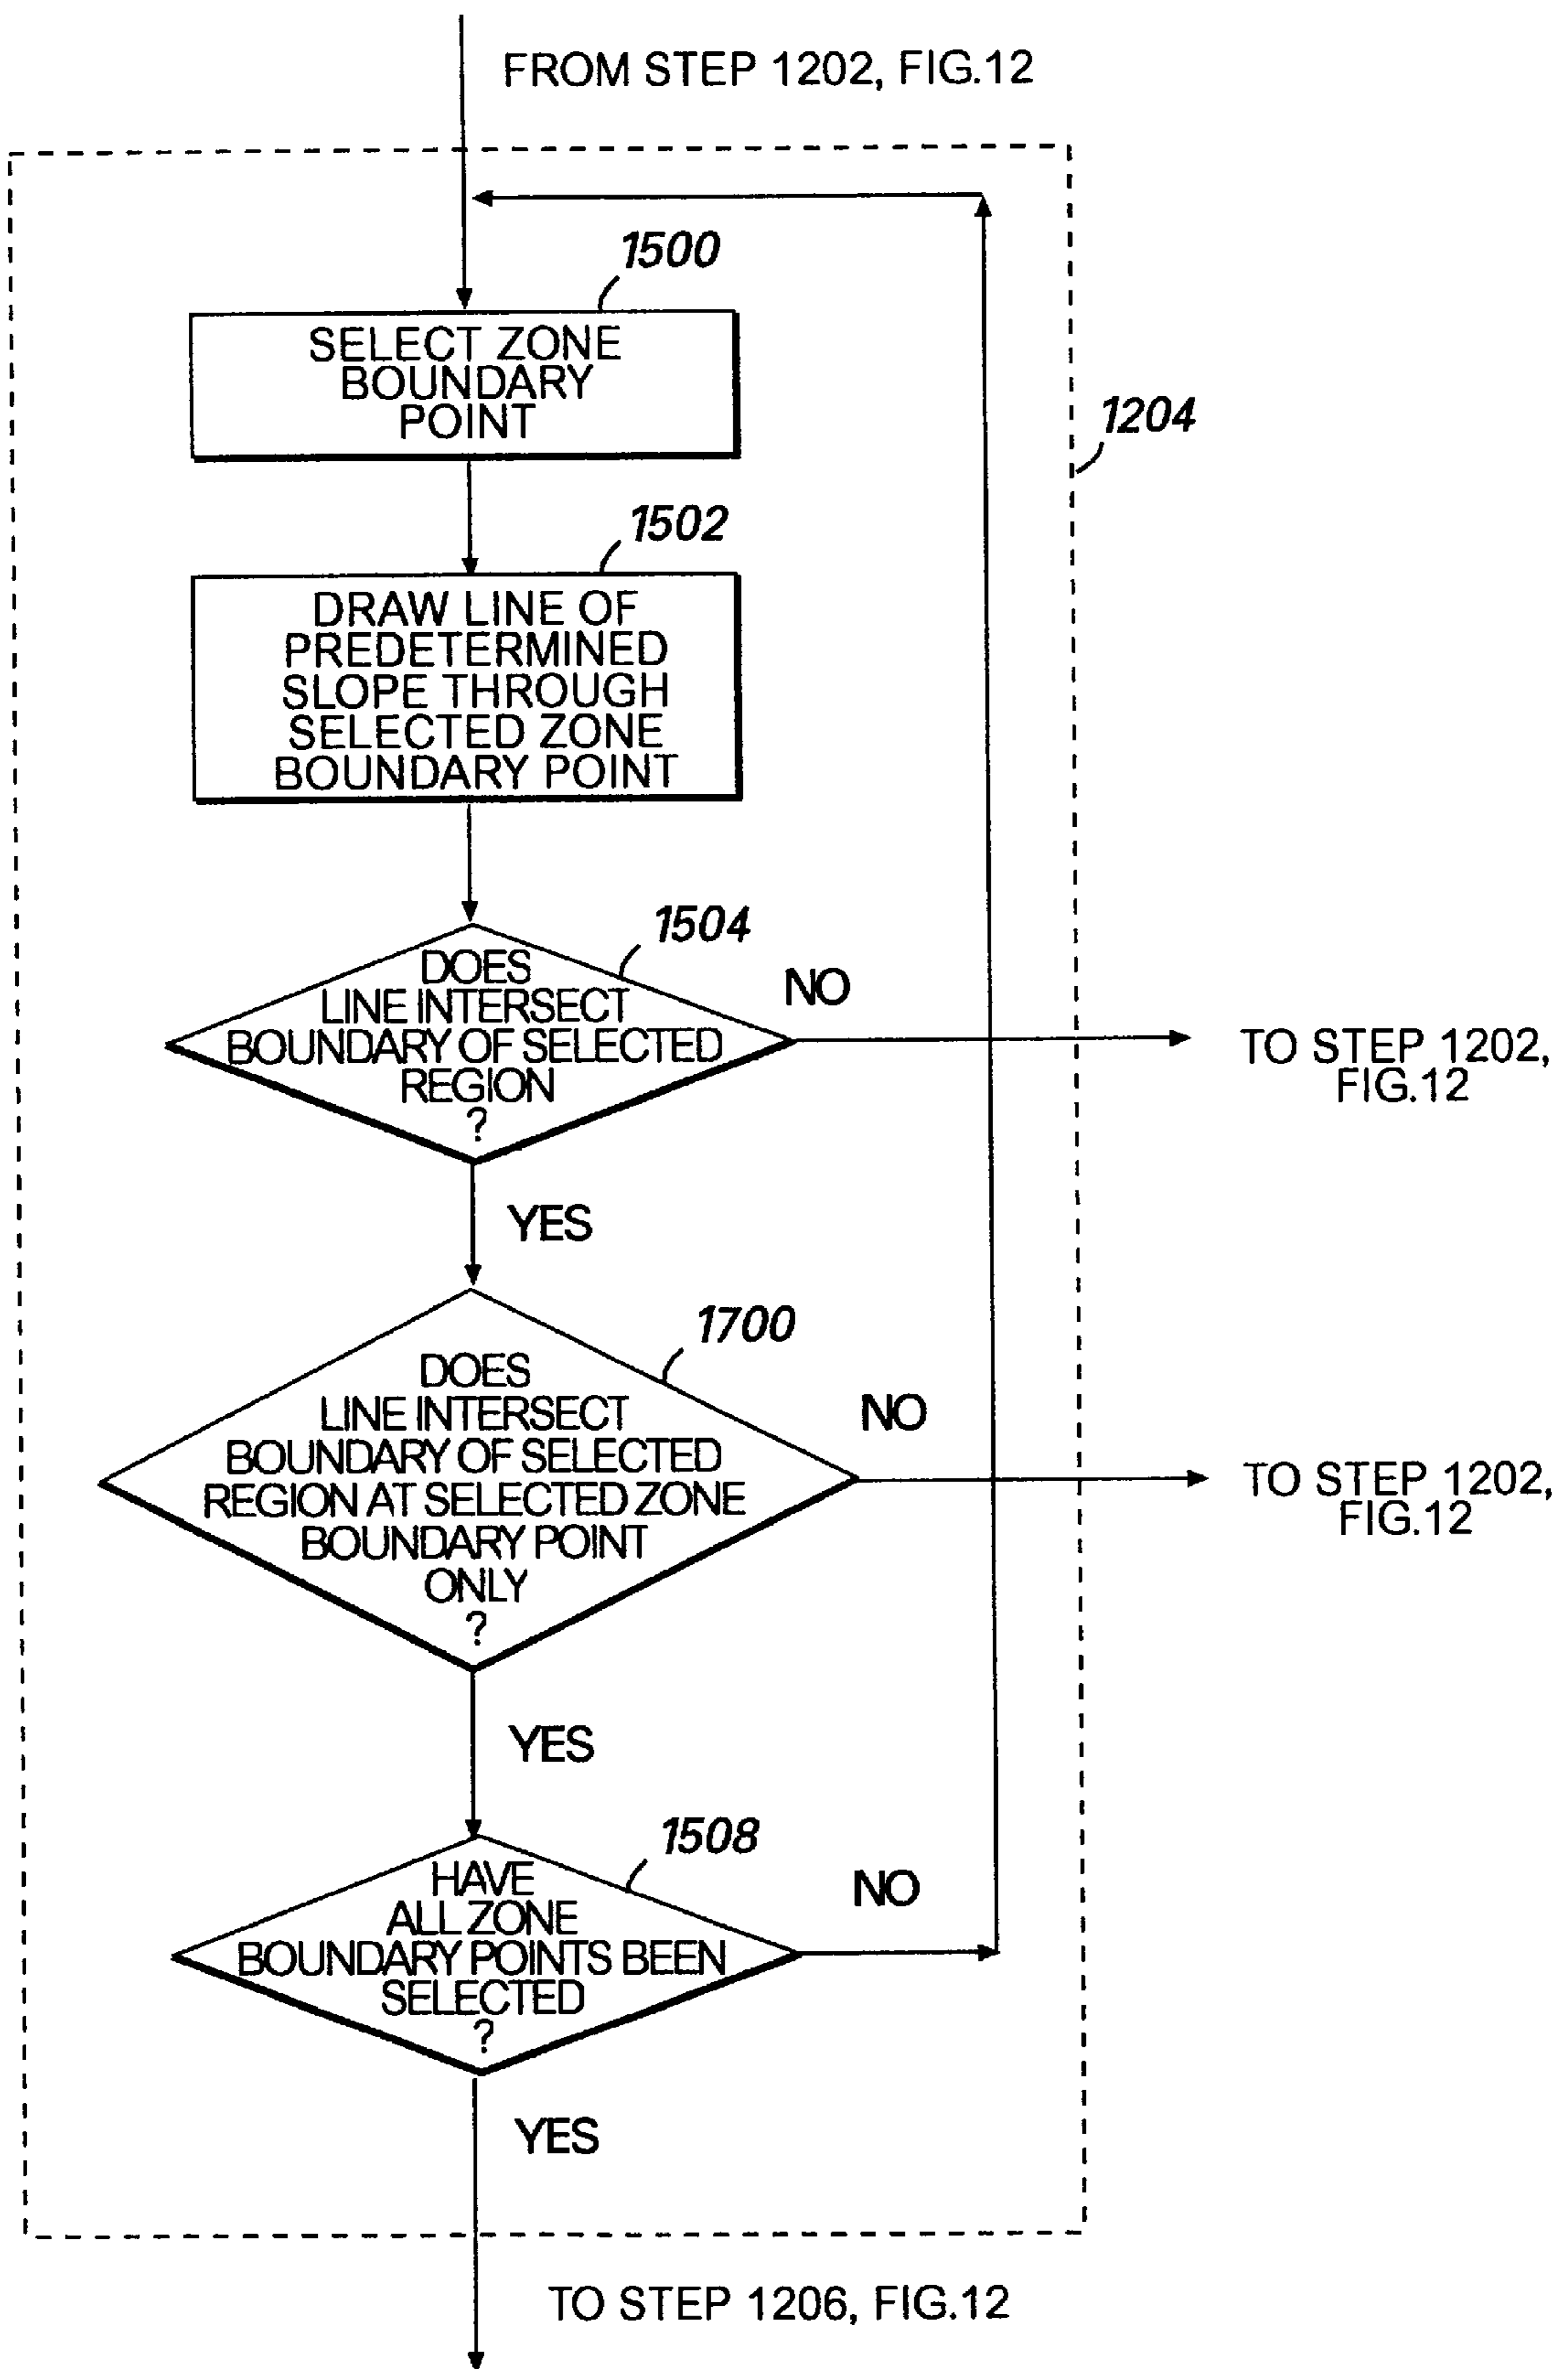 FROM STEP 1202, FIG.12
1500
SELECT ZONE
BOUNDARY
POINT
1204
1502
DRAW LINE OF
PREDETERMINED
SLOPE THROUGH
SELECTED ZONE
BOUNDARY POINT
1504
DOES
LINE INTERSECT
BOUNDARY OF SELECTED
REGION
?
NO
TO STEP 1202,
FIG.12
YES
1700
DOES
LINE INTERSECT
BOUNDARY OF SELECTED
REGION AT SELECTED ZONE
BOUNDARY POINT
ONLY
?
NO
TO STEP 1202,
FIG.12
YES
1508
HAVE
ALL ZONE
BOUNDARY POINTS BEEN
SELECTED
?
NO
YES
TO STEP 1206, FIG.12